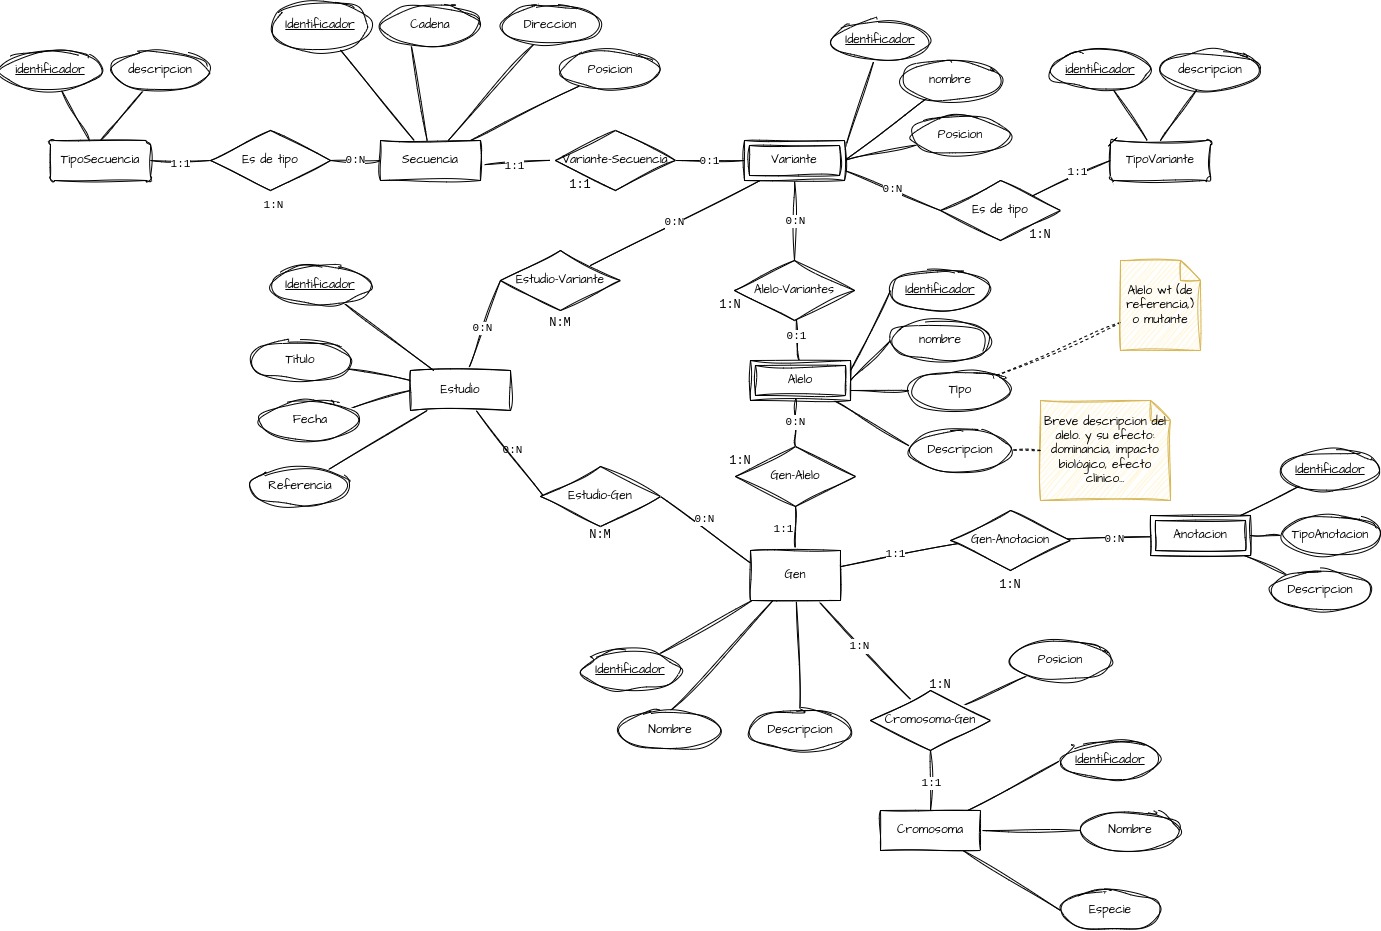 Identificador
Cadena
Direccion
Posicion
identificador
descripcion
TipoSecuencia
1:1
Es de tipo
1:N
0:N
Secuencia
1:1
Variante-Secuencia
1:1
0:1
Variante
Identificador
nombre
Posicion
identificador
descripcion
TipoVariante
1:1
0:N
Es de tipo
1:N
0:N
Estudio-Variante
N:M
0:N
0:N
Alelo-Variantes
1:N
0:1
Alelo
Identificador
nombre
Tipo
Descripcion
Alelo wt (de
referencia,)
o mutante
Breve descripcion del
alelo. y su efecto:
dominancia, impacto
biológico, efecto
clinico...
Identificador
Titulo
Fecha
Referencia
Estudio
0:N
Estudio-Gen
N:M
0:N
0:N
1:N
Gen-Alelo
1:1
Gen
1:1
Gen-Anotacion
1:N
0:N
Anotacion
Identificador
TipoAnotacion
Descripcion
Identificador
Nombre
Descripcion
1:N
1:N
Cromosoma-Gen
Posicion
1:1
Cromosoma
Identificador
Nombre
Especie